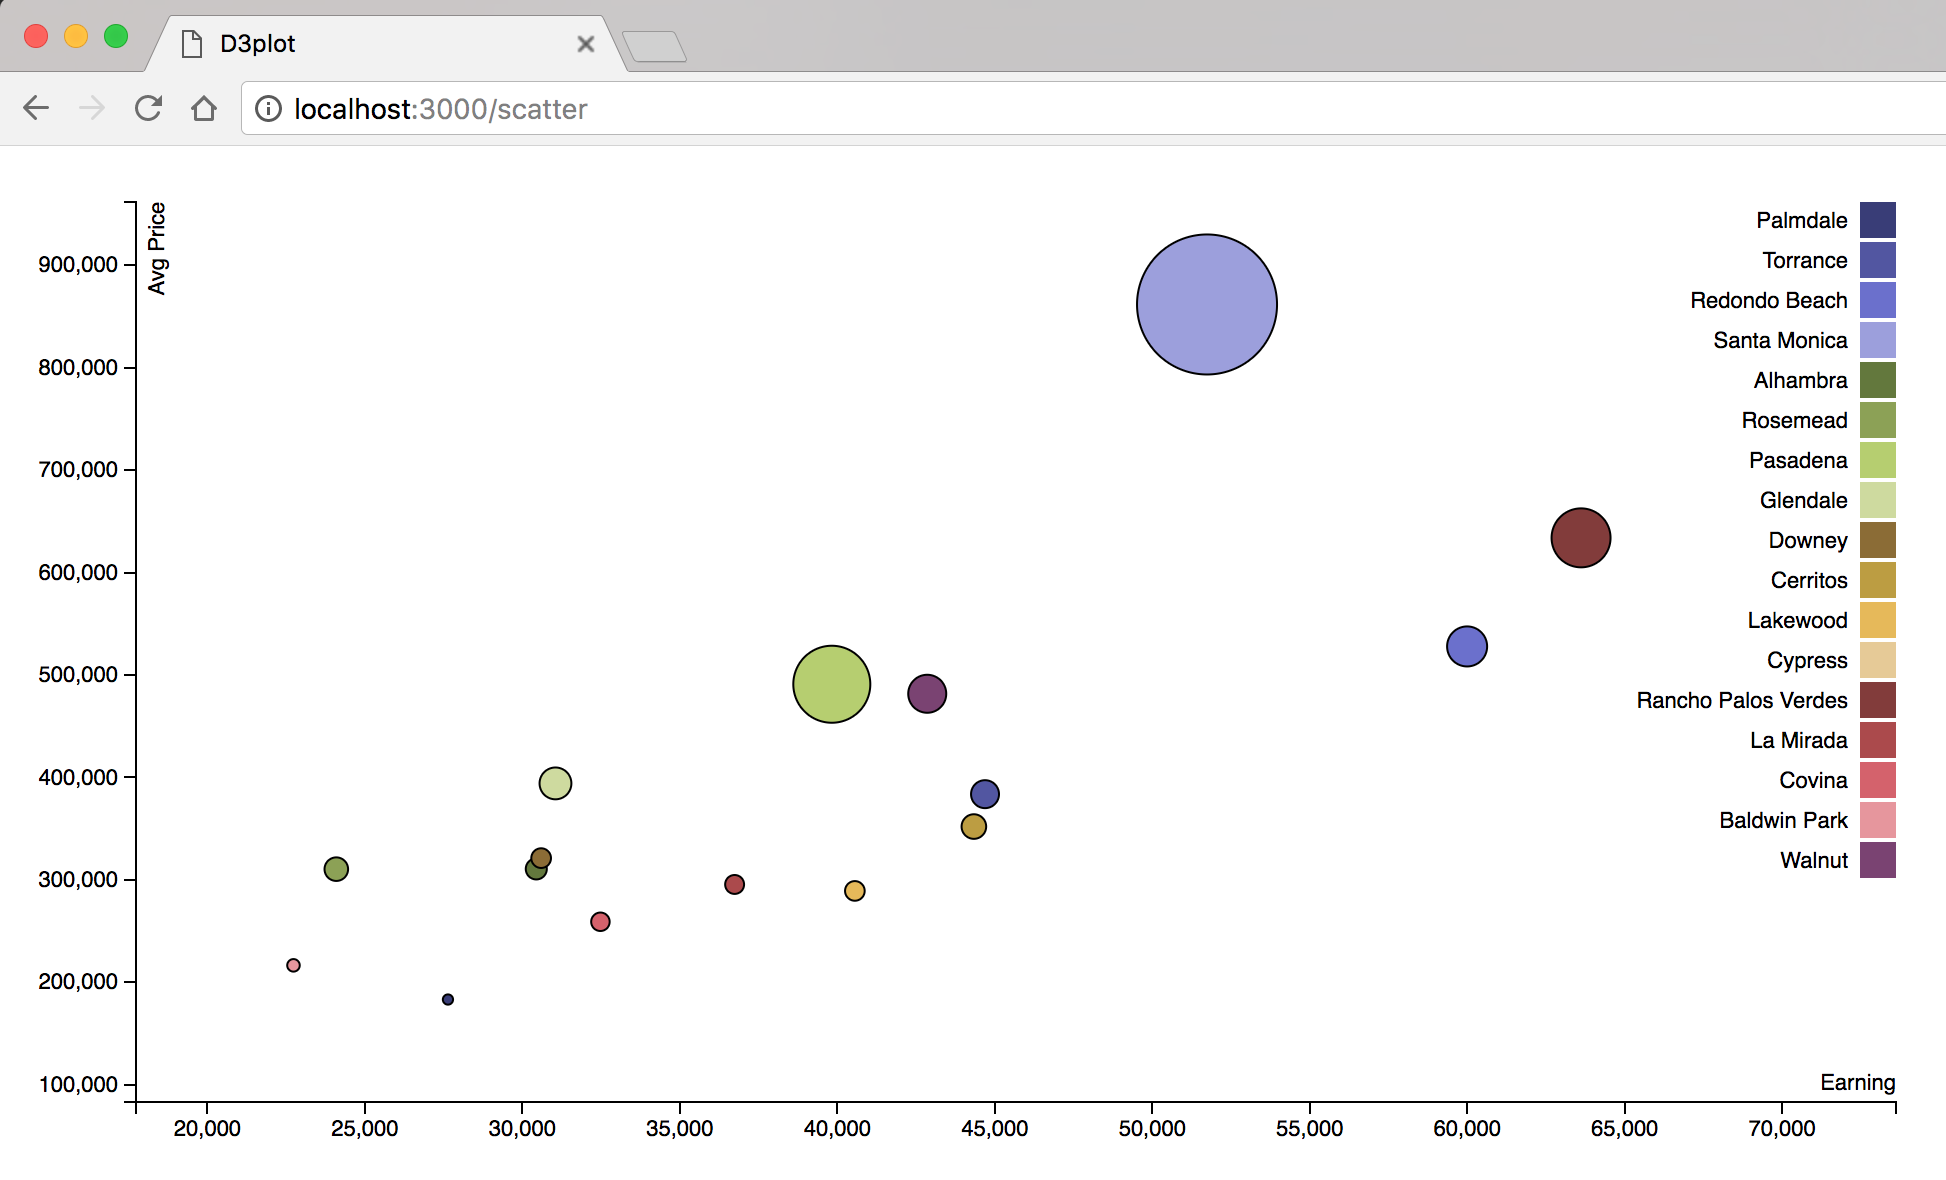 D3plot
localhost:3000/scatter
Avg Price
900,000
800,000
700,000
600,000
500,000
400,000
300,000
200,000
100,000
Palmdale
Torrance
Redondo Beach
Santa Monica
Alhambra
Rosemead
Pasadena
Glendale
Downey
Cerritos
Lakewood
Cypress
Rancho Palos Verdes
La Mirada
Covina
Baldwin Park
Walnut
Earning
20,000 25,000 30,000 35,000 40,000 45,000 50,000 55,000 60,000 65,000 70,000